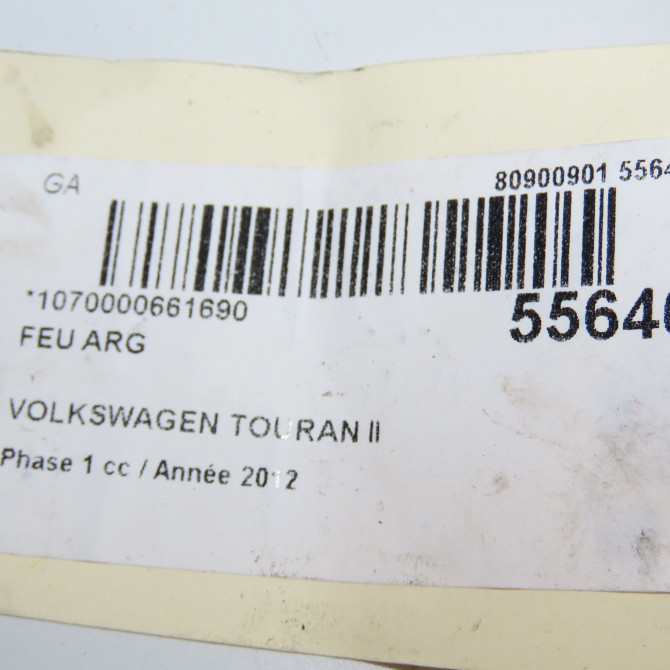 GA
80900901 5564
*1070000661690
5564
FEU ARG
VOLKSWAGEN TOURAN II
Phase 1 cc / Année 2012